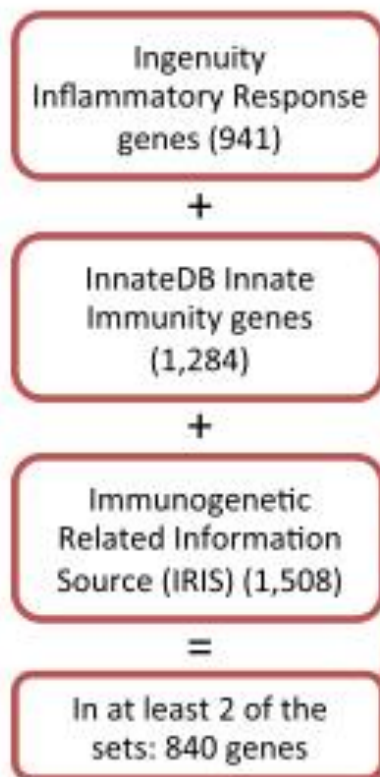 Ingenuity
Inflammatory Response
genes (941)
+
InnateDB Innate
Immunity genes
(1,284)
+
Immunogenetic
Related Information
Source (IRIS) (1,508)
=
In at least 2 of the
sets: 840 genes